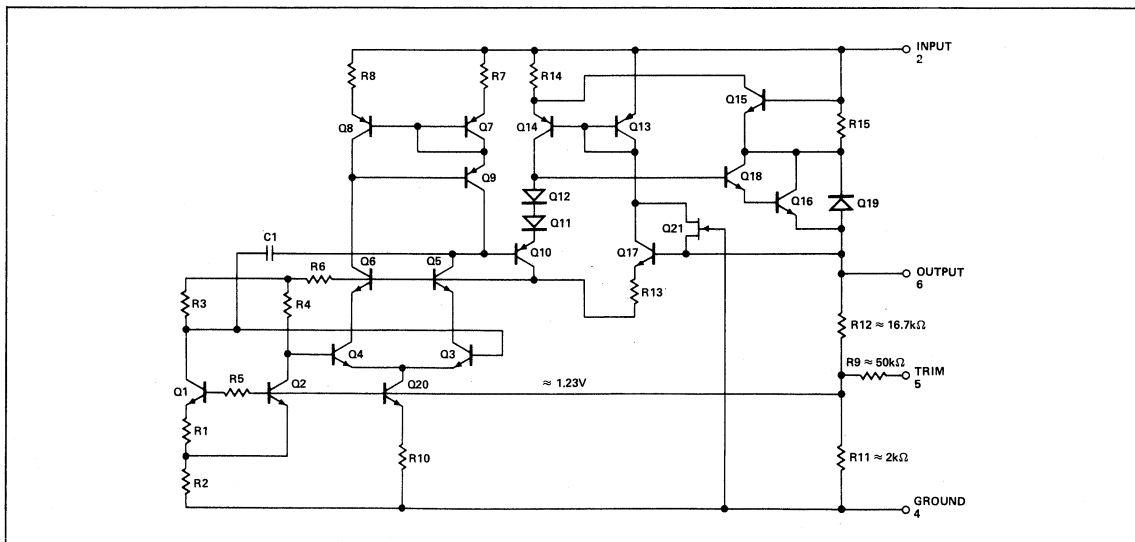 INPUT
2
R8
R7
R14
Q15
R15
Q8
Q7
Q14
Q13
Q9
Q18
Q16
Q19
Q12
Q11
Q21
C1
Q10
Q17
R6
Q6
Q5
OUTPUT
6
R3
R4
R13
R12 ≈ 16.7kΩ
Q4
Q3
R9 ≈ 50kΩ
TRIM
5
≈ 1.23V
Q1
R5
Q2
Q20
R1
R10
R11 ≈ 2kΩ
R2
GROUND
4